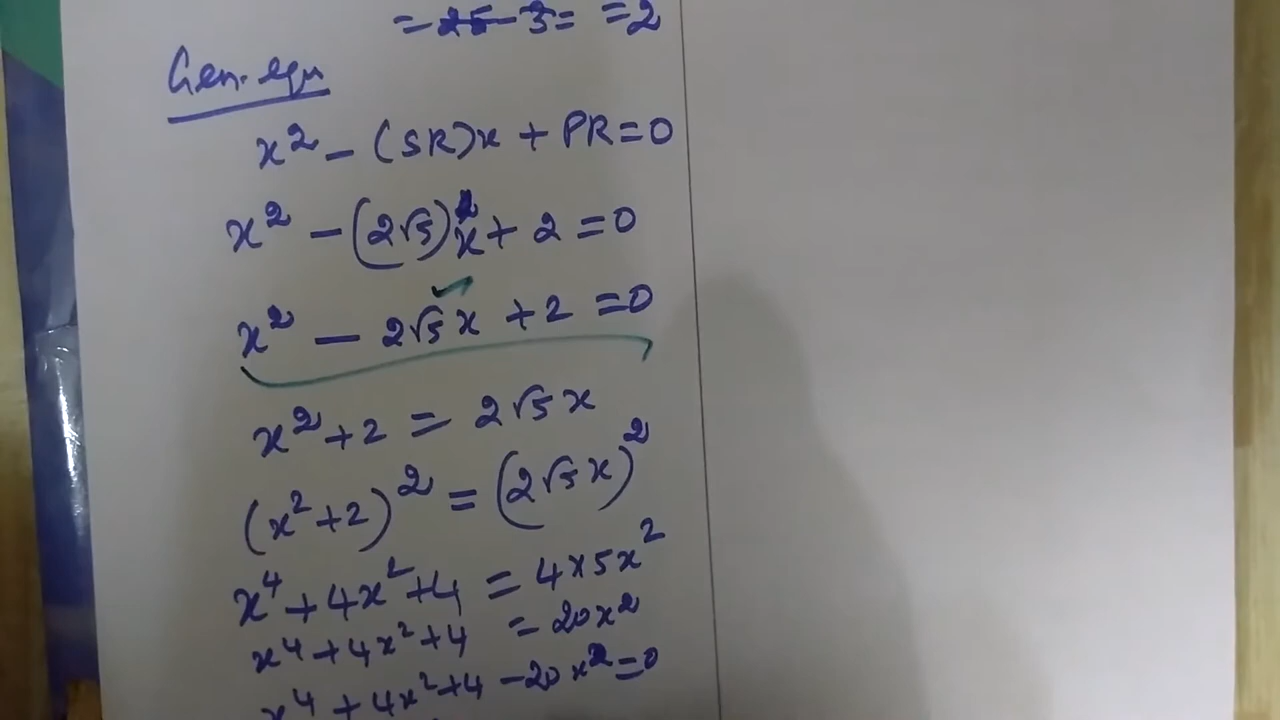 = 25 - 3 = = 2
Gen. equ
x² - (SR)x + PR = 0
x² - (2√5)x + 2 = 0
x² - 2√5 x + 2 = 0
x² + 2 = 2√5 x
(x² + 2)² = (2√5 x)²
x⁴ + 4x² + 4 = 4×5x²
x⁴ + 4x² + 4 = 20x²
x⁴ + 4x² + 4 - 20x² = 0